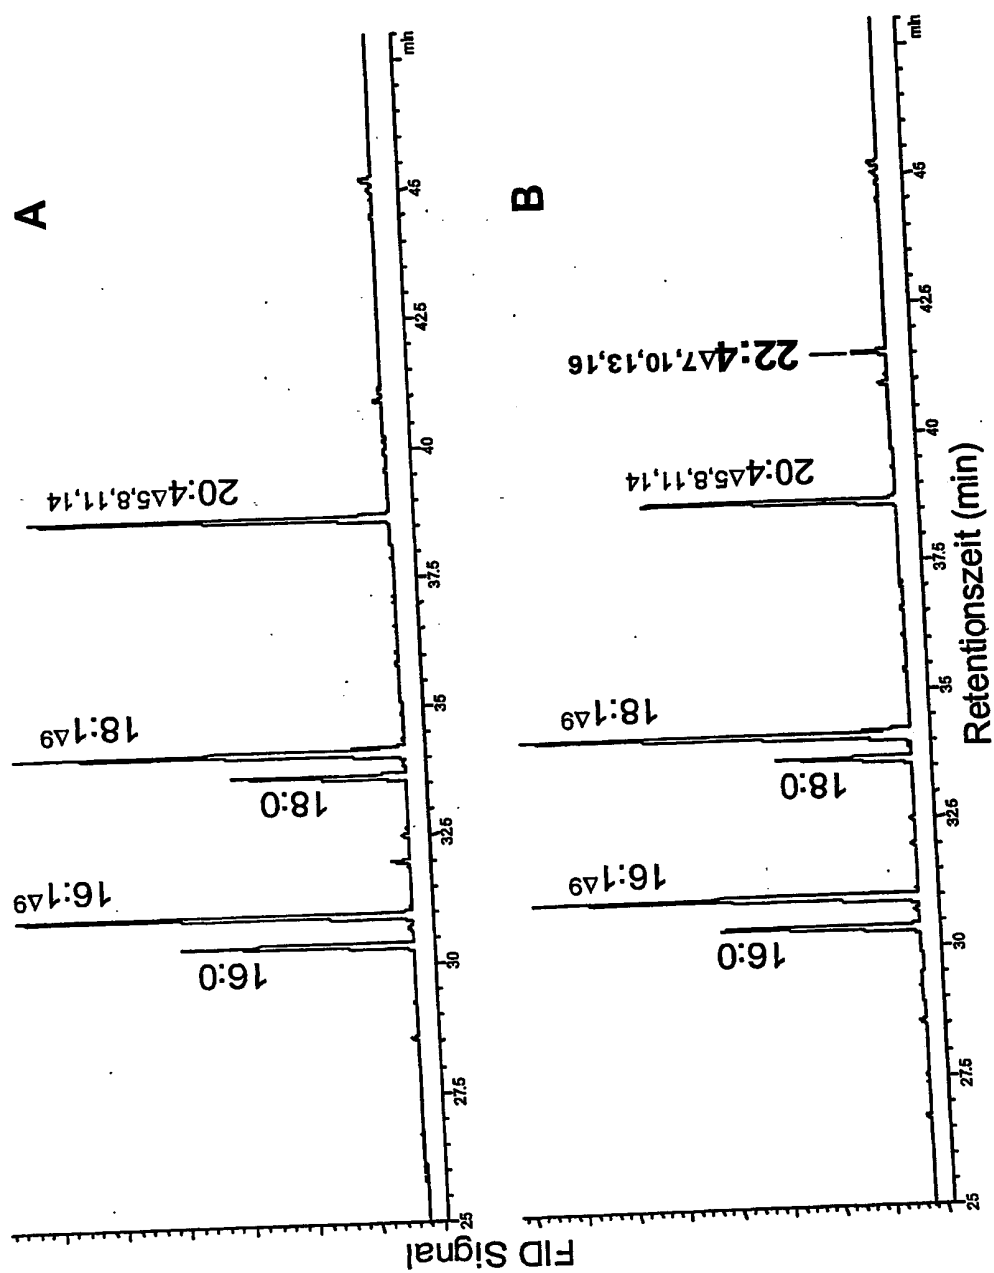 A
FID Signal
16:0
16:1Δ9
18:0
18:1Δ9
20:4Δ5,8,11,14
25
27.5
30
32.5
35
37.5
40
42.5
45
min
B
16:0
16:1Δ9
18:0
18:1Δ9
20:4Δ5,8,11,14
22:4Δ7,10,13,16
25
27.5
30
32.5
35
37.5
40
42.5
45
min
Retentionszeit (min)